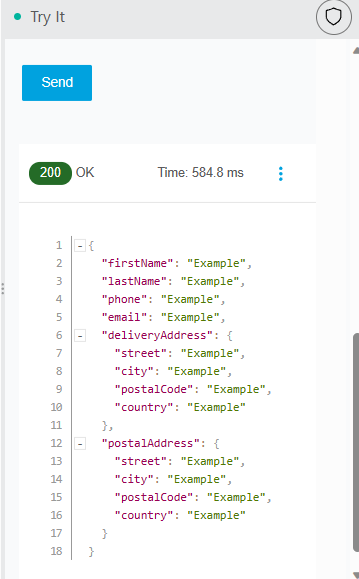 Try It
Send
200 OK Time: 584.8 ms
1 {
2 "firstName": "Example",
3 "lastName": "Example",
4 "phone": "Example",
5 "email": "Example",
6 "deliveryAddress": {
7 "street": "Example",
8 "city": "Example",
9 "postalCode": "Example",
10 "country": "Example"
11 },
12 "postalAddress": {
13 "street": "Example",
14 "city": "Example",
15 "postalCode": "Example",
16 "country": "Example"
17 }
18 }